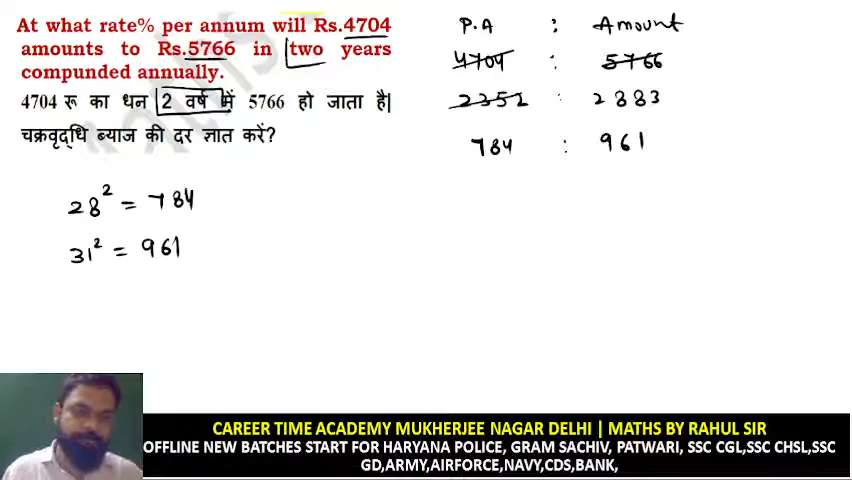 At what rate% per annum will Rs.4704
amounts to Rs.5766 in two years
compunded annually.
4704 रू का धन 2 वर्ष में 5766 हो जाता है|
चक्रवृद्धि ब्याज की दर ज्ञात करें?
P.A : Amount
4704 : 5766
2352 : 2883
784 : 961
28² = 784
31² = 961
CAREER TIME ACADEMY MUKHERJEE NAGAR DELHI | MATHS BY RAHUL SIR
OFFLINE NEW BATCHES START FOR HARYANA POLICE, GRAM SACHIV, PATWARI, SSC CGL,SSC CHSL,SSC
GD,ARMY,AIRFORCE,NAVY,CDS,BANK,